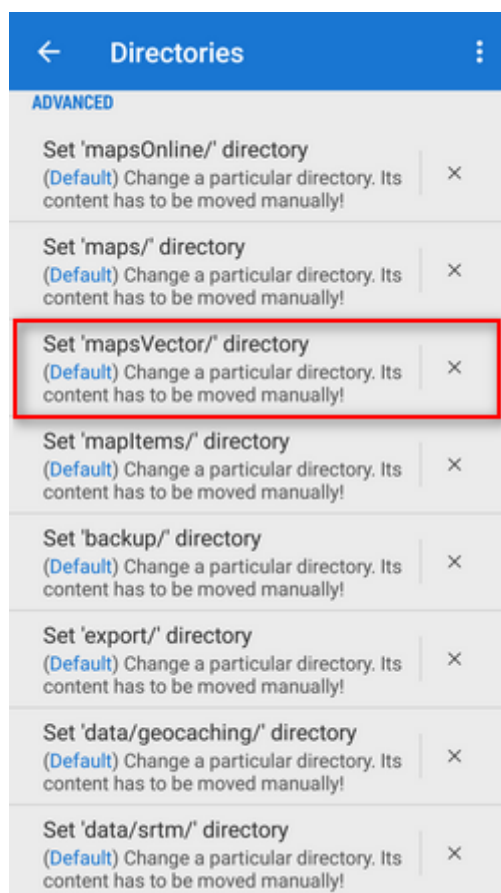 Directories
ADVANCED
Set 'mapsOnline/' directory
(Default) Change a particular directory. Its
content has to be moved manually!
Set 'maps/' directory
(Default) Change a particular directory. Its
content has to be moved manually!
Set 'mapsVector/' directory
(Default) Change a particular directory. Its
content has to be moved manually!
Set 'mapItems/' directory
(Default) Change a particular directory. Its
content has to be moved manually!
Set 'backup/' directory
(Default) Change a particular directory. Its
content has to be moved manually!
Set 'export/' directory
(Default) Change a particular directory. Its
content has to be moved manually!
Set 'data/geocaching/' directory
(Default) Change a particular directory. Its
content has to be moved manually!
Set 'data/srtm/' directory
(Default) Change a particular directory. Its
content has to be moved manually!